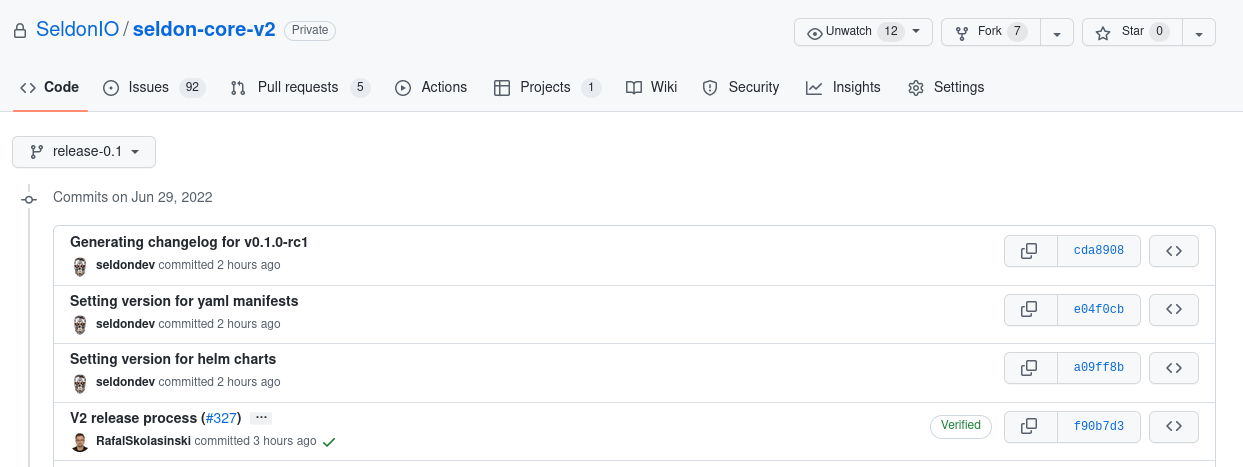 SeldonIO / seldon-core-v2 Private Unwatch 12 Fork 7 Star 0
Code Issues 92 Pull requests 5 Actions Projects 1 Wiki Security Insights Settings
release-0.1
Commits on Jun 29, 2022
Generating changelog for v0.1.0-rc1
seldondev committed 2 hours ago
cda8908
Setting version for yaml manifests
seldondev committed 2 hours ago
e04f0cb
Setting version for helm charts
seldondev committed 2 hours ago
a09ff8b
V2 release process (#327) ...
RafalSkolasinski committed 3 hours ago
Verified f90b7d3